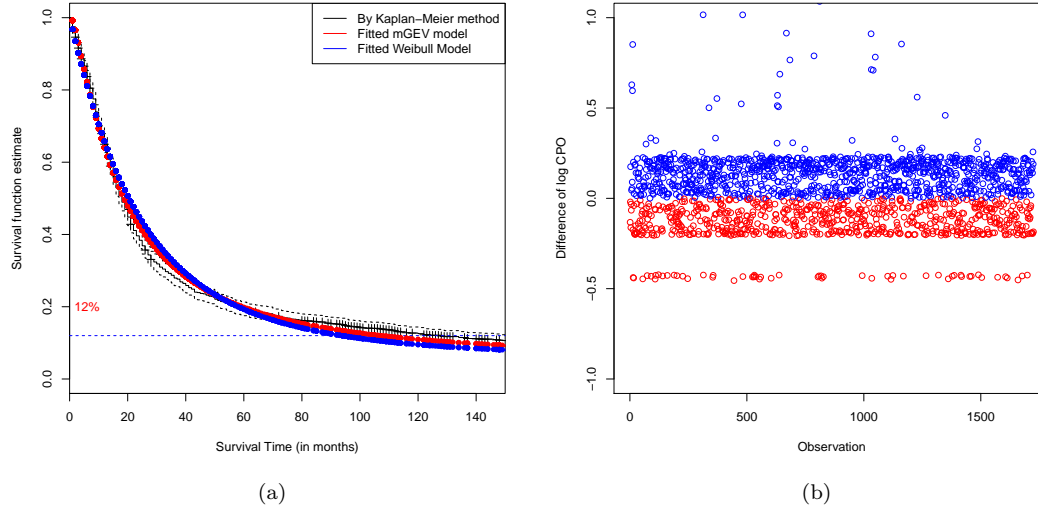 By Kaplan−Meier method
Fitted mGEV model
Fitted Weibull Model
Survival function estimate
1.0
0.8
0.6
0.4
0.2
0.0
12%
0 20 40 60 80 100 120 140
Survival Time (in months)
(a)
Difference of log CPO
1.0
0.5
0.0
−0.5
−1.0
0 500 1000 1500
Observation
(b)